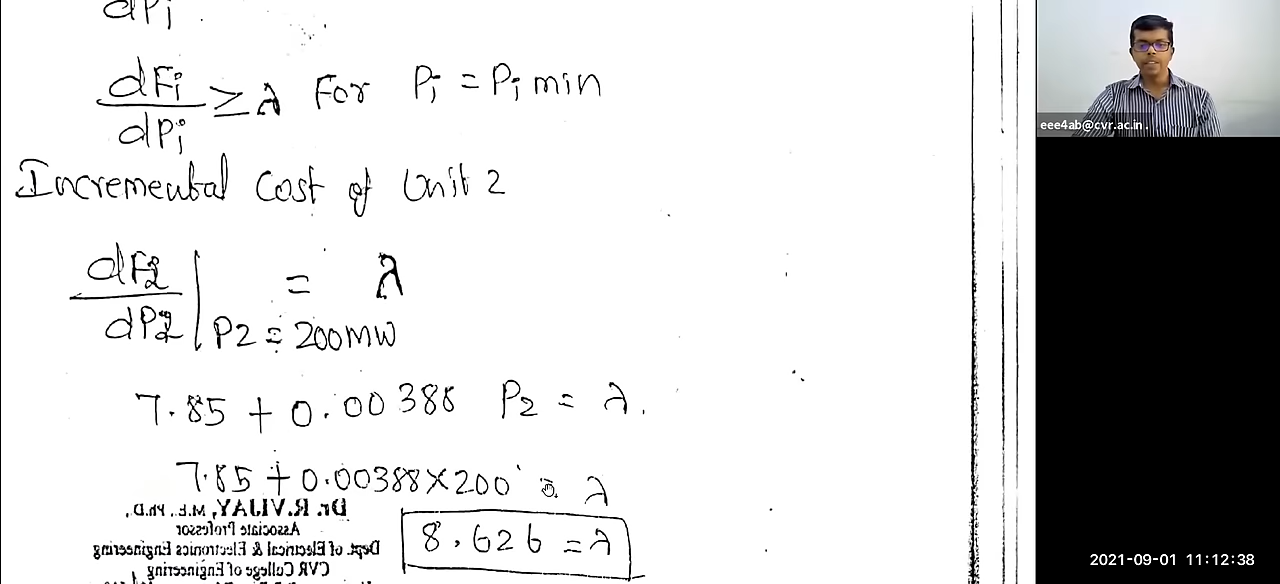 dPi
dFi/dPi ≥ λ For Pi = Pi min
Incremental Cost of Unit 2
dF2/dP2 | P2 = 200MW = λ
7.85 + 0.00388 P2 = λ.
7.85 + 0.00388 × 200 = λ
Dr. R.VIJAY, M.E., Ph.D.,
Associate Professor
Dept. of Electrical & Electronics Engineering
8.626 = λ
CVR College of Engineering
eee4ab@cvr.ac.in .
2021-09-01 11:12:38